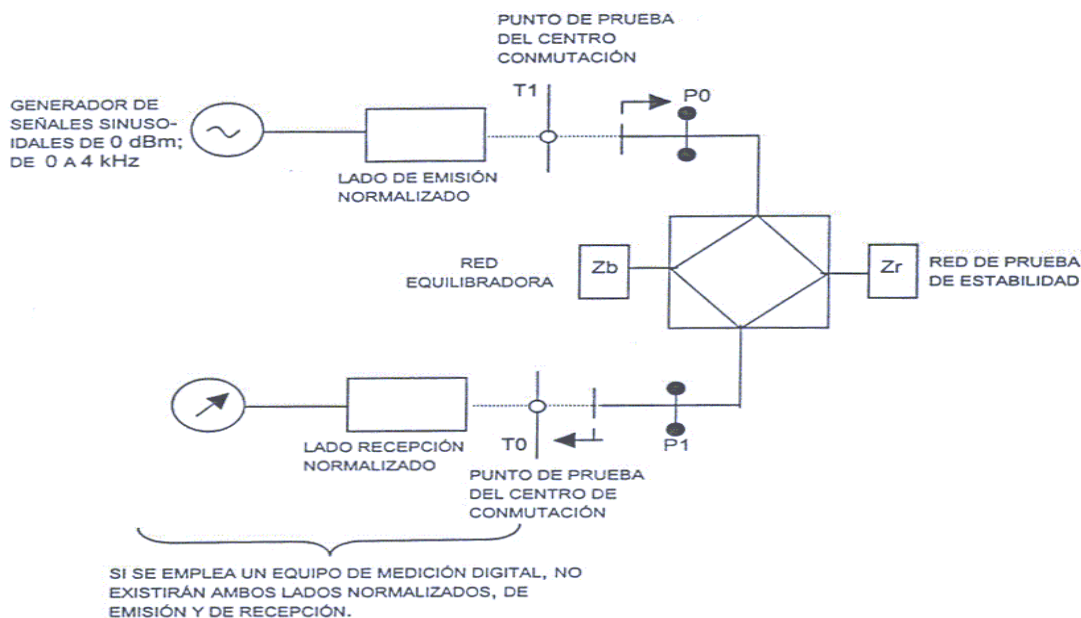 PUNTO DE PRUEBA
DEL CENTRO
CONMUTACIÓN
T1
P0
GENERADOR DE
SEÑALES SINUSO-
IDALES DE 0 dBm;
DE 0 A 4 kHz
LADO DE EMISIÓN
NORMALIZADO
RED
EQUILIBRADORA
Zb
Zr
RED DE PRUEBA
DE ESTABILIDAD
LADO RECEPCIÓN
NORMALIZADO
T0
P1
PUNTO DE PRUEBA
DEL CENTRO DE
CONMUTACIÓN
SI SE EMPLEA UN EQUIPO DE MEDICIÓN DIGITAL, NO
EXISTIRÁN AMBOS LADOS NORMALIZADOS, DE
EMISIÓN Y DE RECEPCIÓN.